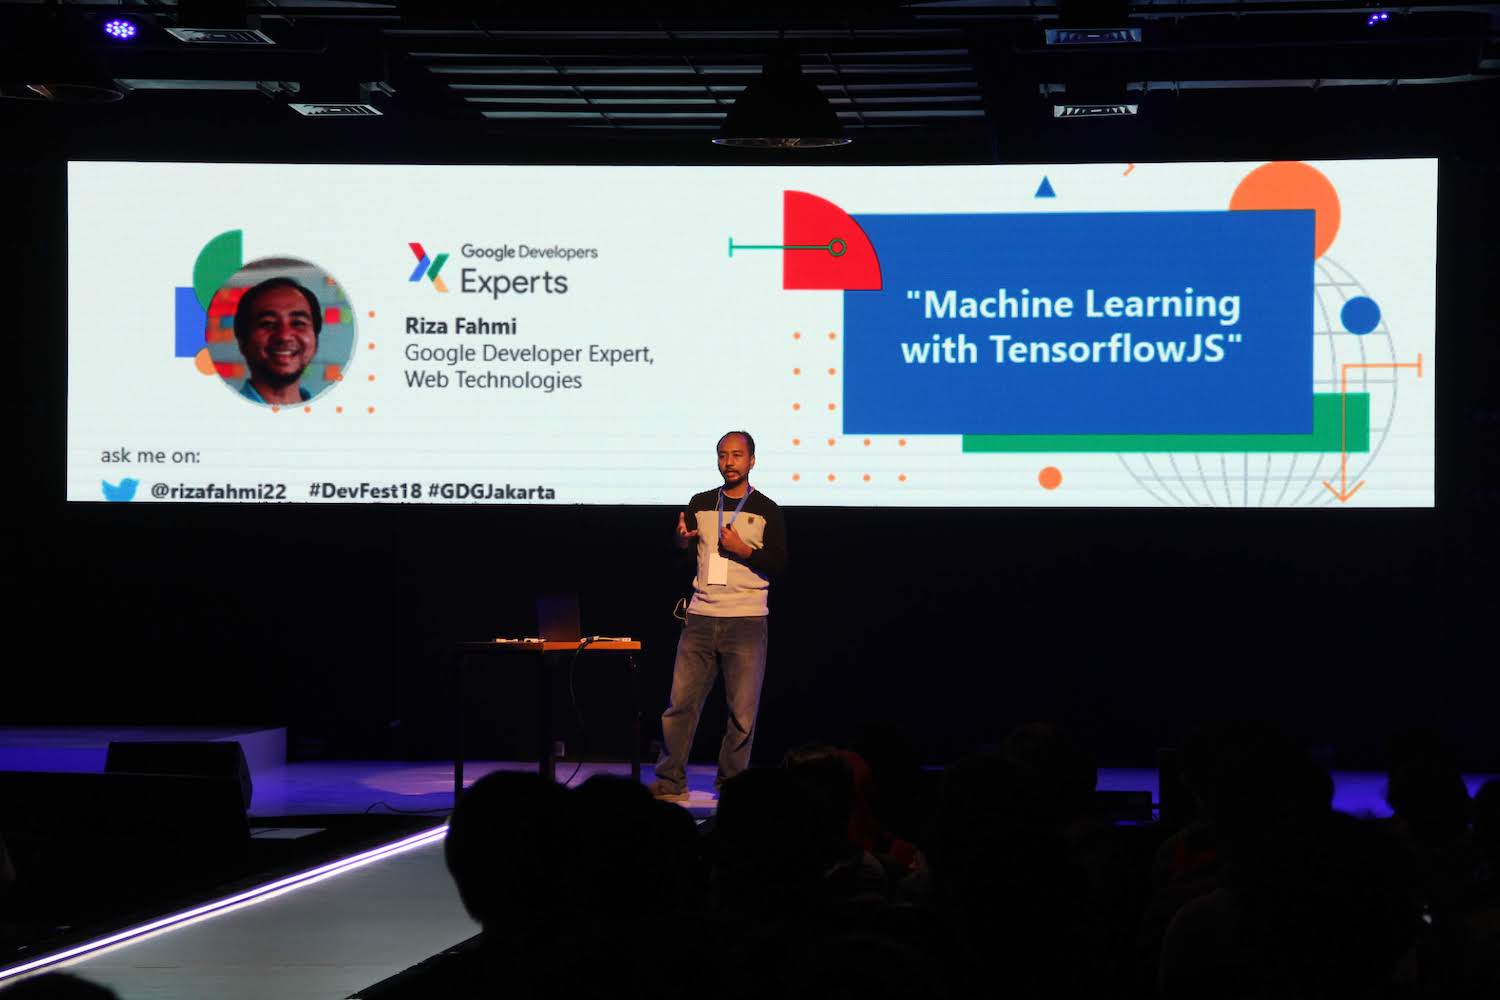 Google Developers
Experts
Riza Fahmi
Google Developer Expert,
Web Technologies
ask me on:
@rizafahmi22 #DevFest18 #GDGJakarta
"Machine Learning
with TensorflowJS"